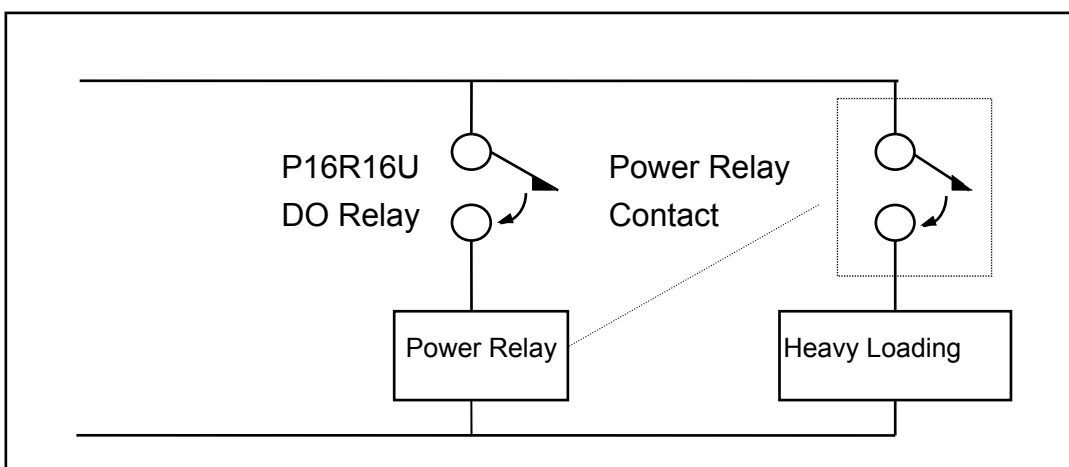 P16R16U
DO Relay
Power Relay
Contact
Power Relay
Heavy Loading